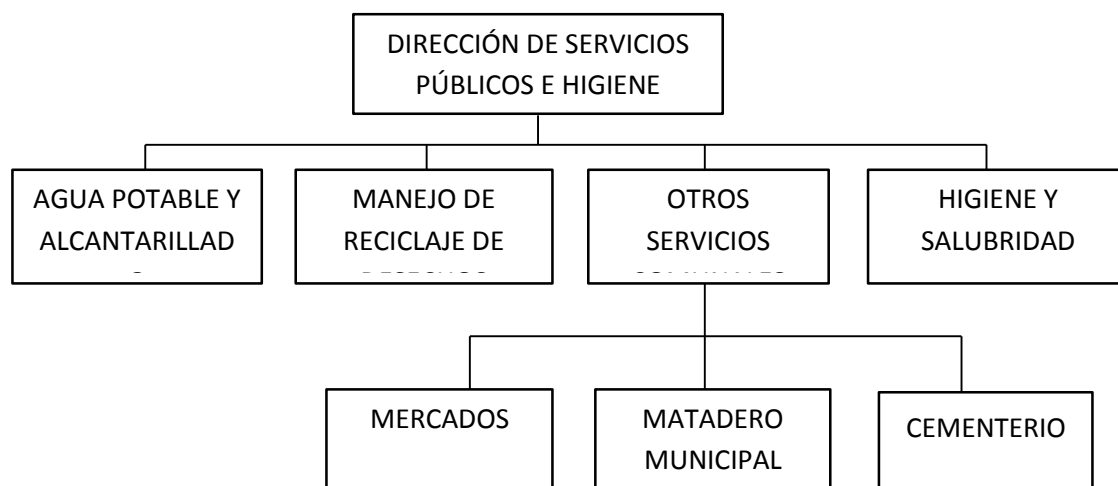 DIRECCIÓN DE SERVICIOS
PÚBLICOS E HIGIENE
AGUA POTABLE Y
ALCANTARILLAD
MANEJO DE
RECICLAJE DE
OTROS
SERVICIOS
HIGIENE Y
SALUBRIDAD
MERCADOS
MATADERO
MUNICIPAL
CEMENTERIO